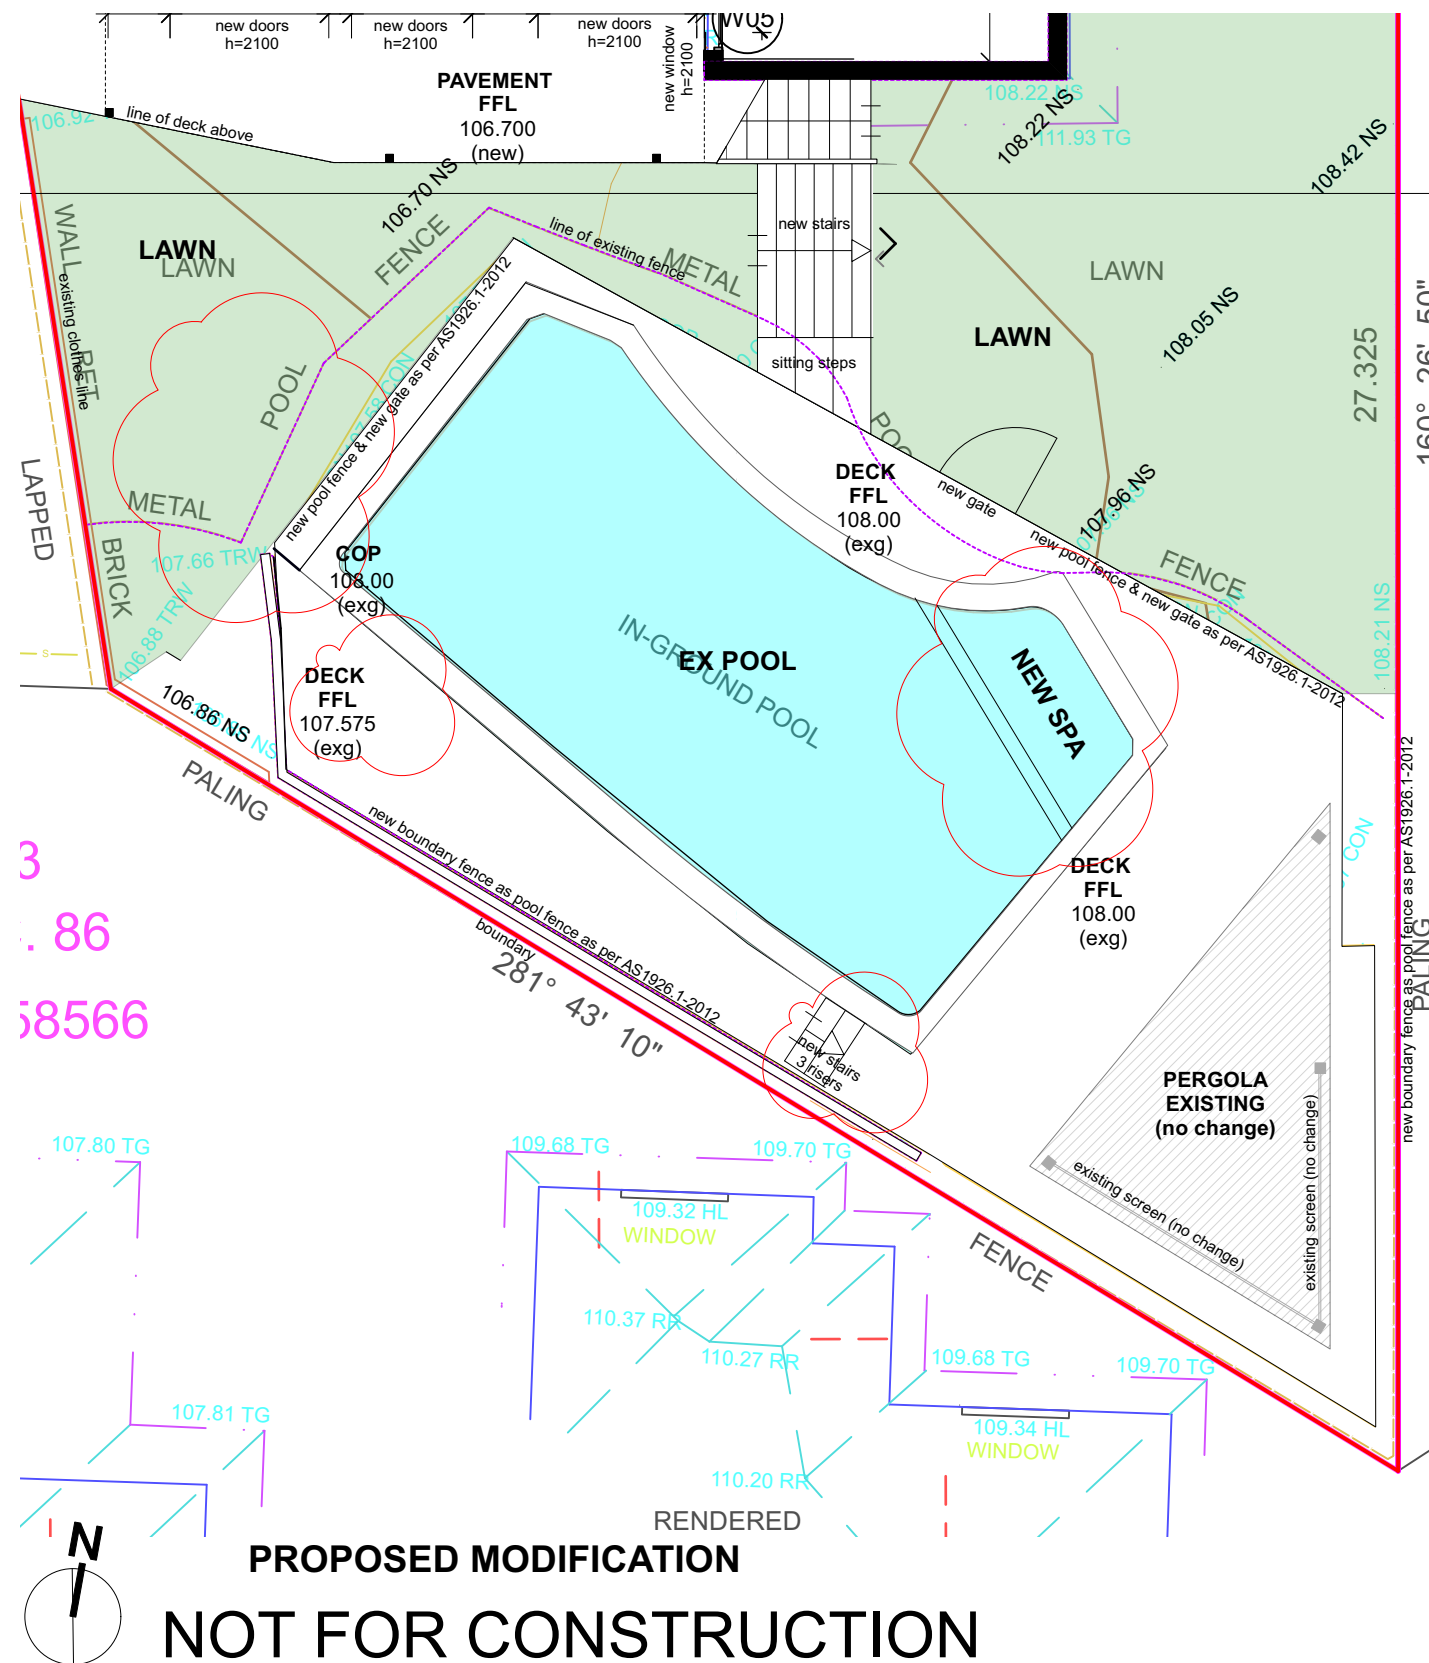 new doors
h=2100
new doors
h=2100
new doors
h=2100
new window
h=2100
W05
PAVEMENT
FFL
106.700
(new)
line of deck above
106.92
108.22 NS
108.22 NS
111.93 TG
108.42 NS
106.70 NS
WALL
RET
BRICK
existing clothes line
LAWN
LAWN
FENCE
line of existing fence
METAL
new stairs
LAWN
LAWN
108.05 NS
27.325
160° 26' 50"
sitting steps
POOL
107.58 CON
new pool fence & new gate as per AS1926.1-2012
LAPPED
METAL
107.66 TRW
106.88 TRW
COP
108.00
(exg)
DECK
FFL
108.00
(exg)
new gate
107.96 NS
new pool fence & new gate as per AS1926.1-2012
FENCE
108.21 NS
IN-GROUND POOL
EX POOL
NEW SPA
DECK
FFL
107.575
(exg)
106.86 NS
S
PALING
new boundary fence as pool fence as per AS1926.1-2012
boundary
281° 43' 10"
DECK
FFL
108.00
(exg)
CON
new boundary fence as pool fence as per AS1926.1-2012
PALING
3
. 86
58566
new stairs
3 risers
PERGOLA
EXISTING
(no change)
existing screen (no change)
existing screen (no change)
FENCE
107.80 TG
109.68 TG
109.70 TG
109.32 HL
WINDOW
110.37 RR
110.27 RR
109.68 TG
109.70 TG
107.81 TG
109.34 HL
WINDOW
110.20 RR
RENDERED
N
PROPOSED MODIFICATION
NOT FOR CONSTRUCTION